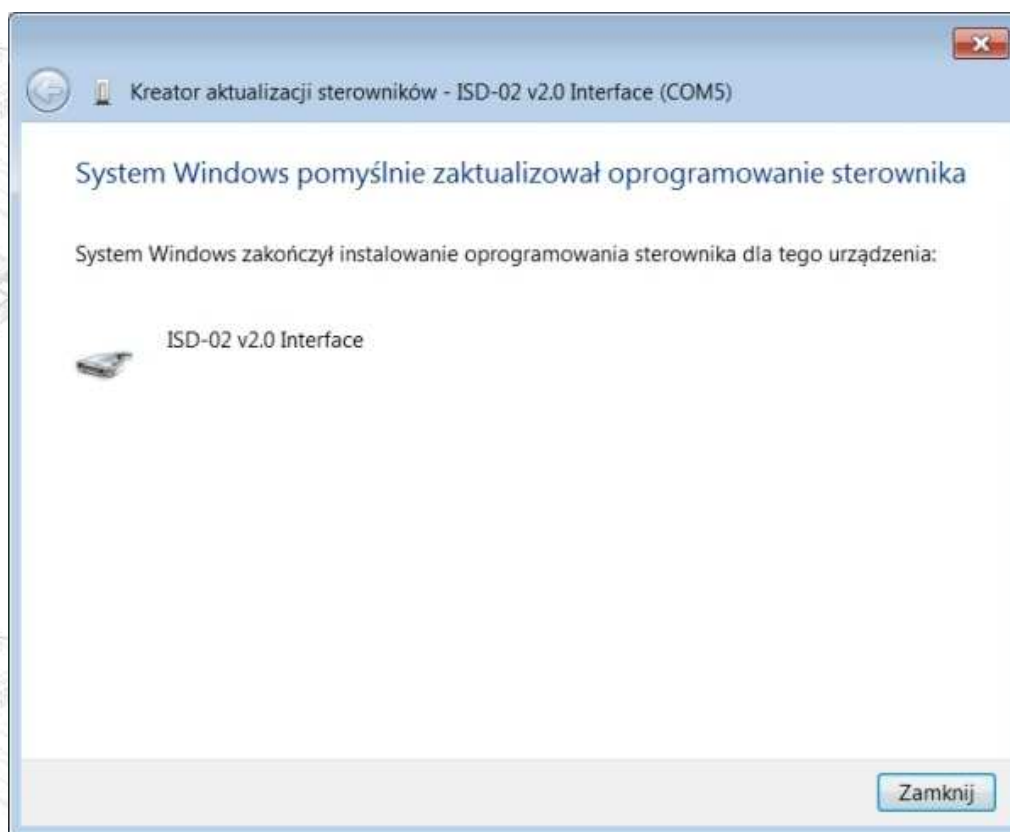 Kreator aktualizacji sterowników - ISD-02 v2.0 Interface (COM5)
System Windows pomyślnie zaktualizował oprogramowanie sterownika
System Windows zakończył instalowanie oprogramowania sterownika dla tego urządzenia:
ISD-02 v2.0 Interface
Zamknij